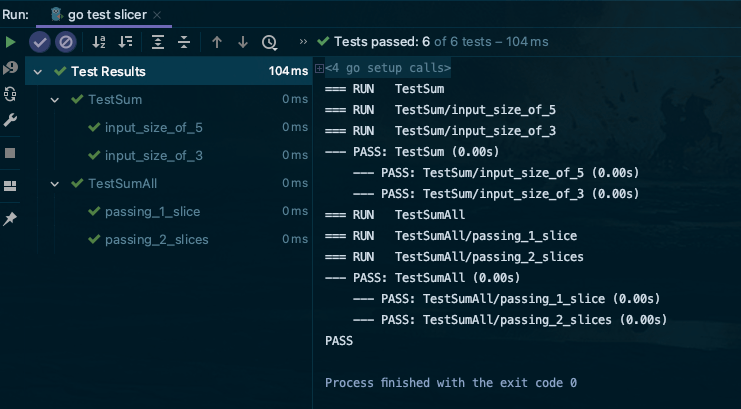 Run: go test slicer
Tests passed: 6 of 6 tests – 104 ms
Test Results 104 ms
TestSum 0 ms
input_size_of_5 0 ms
input_size_of_3 0 ms
TestSumAll 0 ms
passing_1_slice 0 ms
passing_2_slices 0 ms
<4 go setup calls>
=== RUN   TestSum
=== RUN   TestSum/input_size_of_5
=== RUN   TestSum/input_size_of_3
--- PASS: TestSum (0.00s)
    --- PASS: TestSum/input_size_of_5 (0.00s)
    --- PASS: TestSum/input_size_of_3 (0.00s)
=== RUN   TestSumAll
=== RUN   TestSumAll/passing_1_slice
=== RUN   TestSumAll/passing_2_slices
--- PASS: TestSumAll (0.00s)
    --- PASS: TestSumAll/passing_1_slice (0.00s)
    --- PASS: TestSumAll/passing_2_slices (0.00s)
PASS
Process finished with the exit code 0